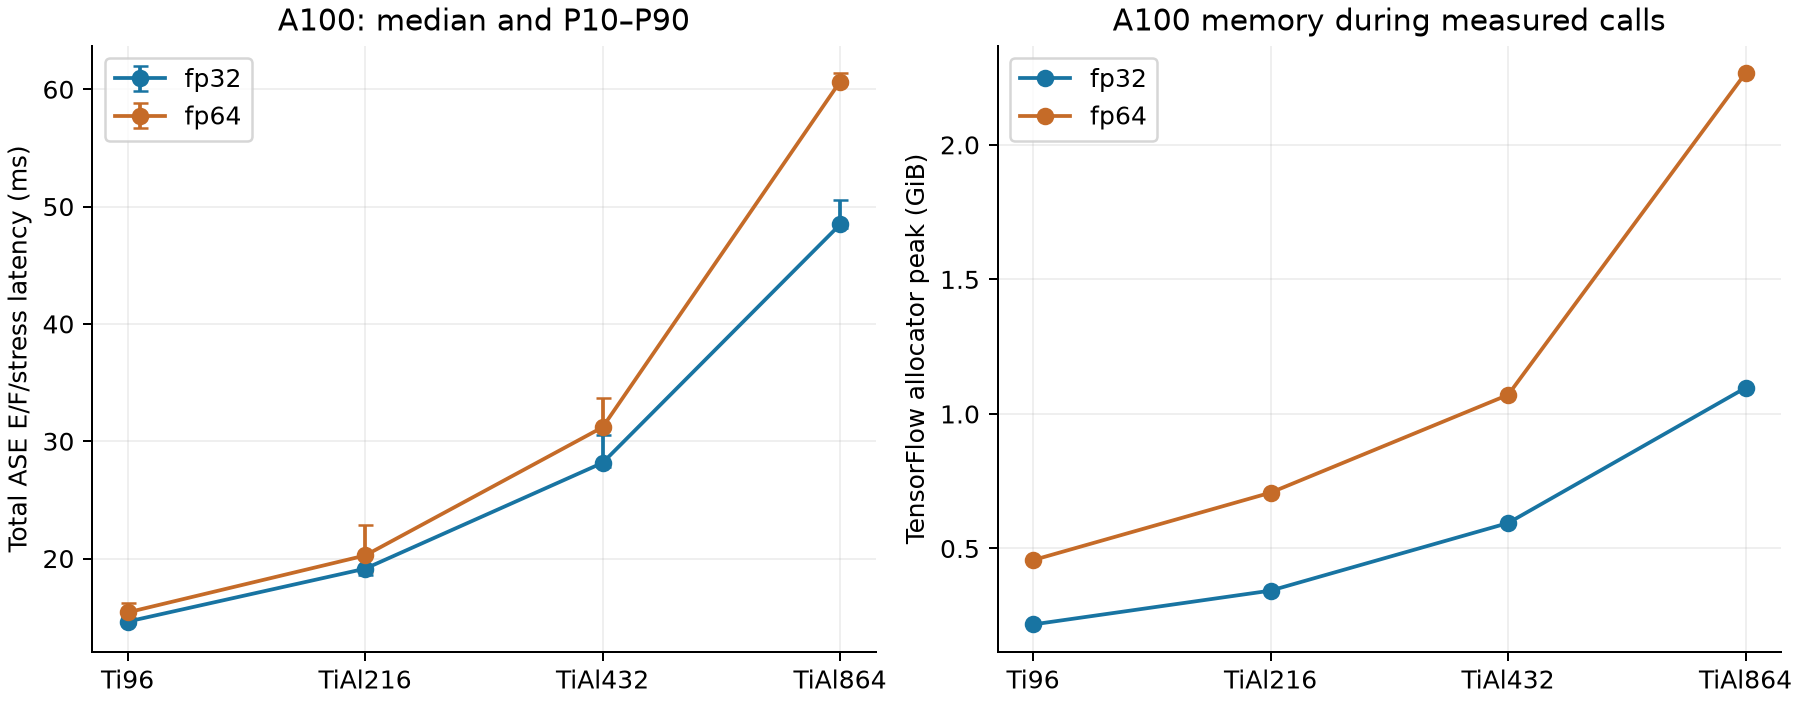 A100: median and P10–P90
fp32
fp64
Total ASE E/F/stress latency (ms)
60
50
40
30
20
Ti96
TiAl216
TiAl432
TiAl864
A100 memory during measured calls
fp32
fp64
TensorFlow allocator peak (GiB)
2.0
1.5
1.0
0.5
Ti96
TiAl216
TiAl432
TiAl864